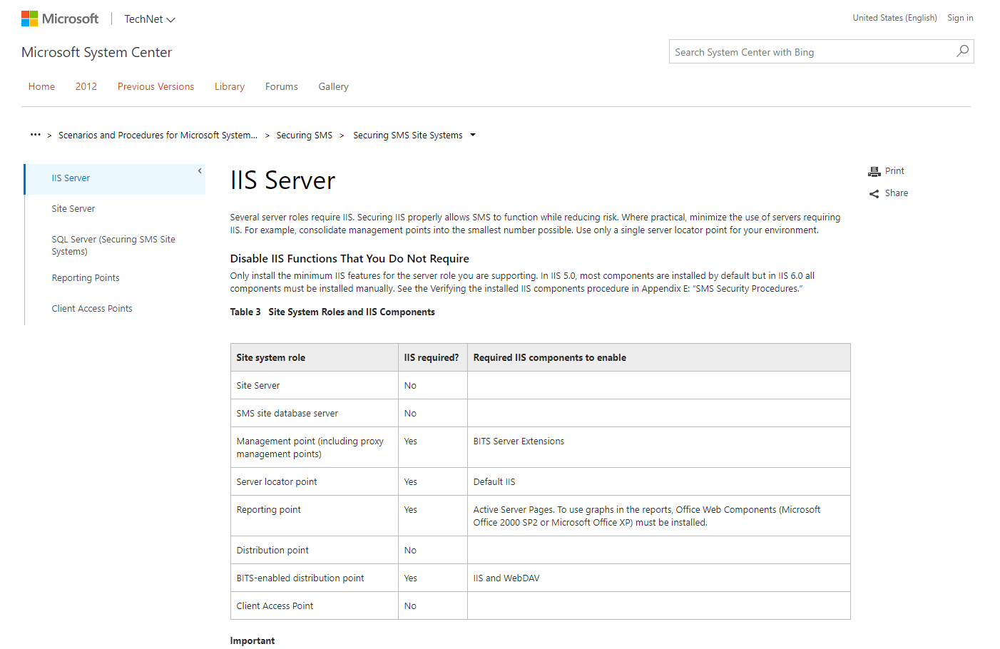 Microsoft | TechNet
United States (English) Sign in
Microsoft System Center
Search System Center with Bing
Home 2012 Previous Versions Library Forums Gallery
··· > Scenarios and Procedures for Microsoft System... > Securing SMS > Securing SMS Site Systems
IIS Server
Site Server
SQL Server (Securing SMS Site
Systems)
Reporting Points
Client Access Points
IIS Server
Several server roles require IIS. Securing IIS properly allows SMS to function while reducing risk. Where practical, minimize the use of servers requiring
IIS. For example, consolidate management points into the smallest number possible. Use only a single server locator point for your environment.
Disable IIS Functions That You Do Not Require
Only install the minimum IIS features for the server role you are supporting. In IIS 5.0, most components are installed by default but in IIS 6.0 all
components must be installed manually. See the Verifying the installed IIS components procedure in Appendix E: “SMS Security Procedures.”
Table 3 Site System Roles and IIS Components
Site system role IIS required? Required IIS components to enable
Site Server No
SMS site database server No
Management point (including proxy Yes BITS Server Extensions
management points)
Server locator point Yes Default IIS
Reporting point Yes Active Server Pages. To use graphs in the reports, Office Web Components (Microsoft
Office 2000 SP2 or Microsoft Office XP) must be installed.
Distribution point No
BITS-enabled distribution point Yes IIS and WebDAV
Client Access Point No
Important
Print
Share